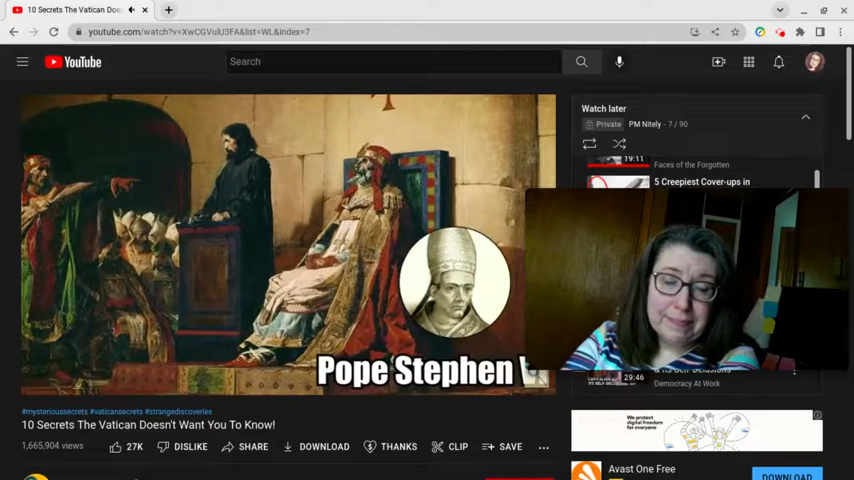 10 Secrets The Vatican Does
youtube.com/watch?v=XwCGVulU3FA&list=WL&index=7
YouTube
Search
Pope Stephen V
#mysterioussecrets #vaticansecrets #strangediscoveries
10 Secrets The Vatican Doesn't Want You To Know!
1,665,904 views
27K
DISLIKE
SHARE
DOWNLOAD
THANKS
CLIP
SAVE
Watch later
Private
PM Nitely - 7 / 90
19:11
Faces of the Forgotten
5 Creepiest Cover-ups in
29:46
Democracy At Work
We protect
digital freedom
for everyone
Avast One Free
DOWNLOAD